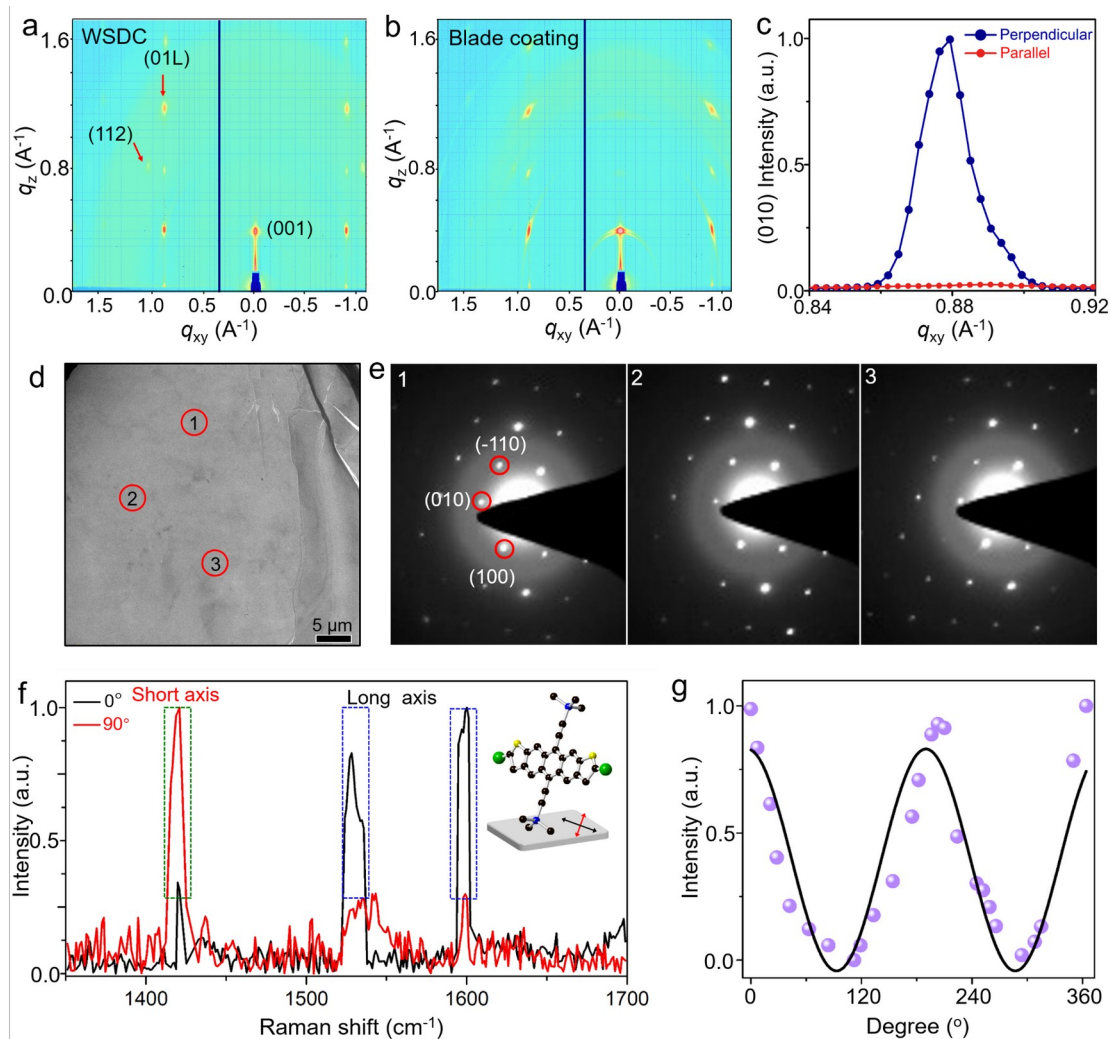 a
WSDC
(01L)
(112)
(001)
1.6
0.8
0.0
q_z (A⁻¹)
1.5
1.0
0.5
0.0
-0.5
-1.0
q_xy (A⁻¹)
b
Blade coating
1.6
0.8
0.0
q_z (A⁻¹)
1.5
1.0
0.5
0.0
-0.5
-1.0
q_xy (A⁻¹)
c
Perpendicular
Parallel
1.0
0.5
0.0
(010) Intensity (a.u.)
0.84
0.88
0.92
q_xy (A⁻¹)
d
1
2
3
5 μm
e
1
(-110)
(010)
(100)
2
3
f
0°
90°
Short axis
Long axis
1.0
0.5
0.0
Intensity (a.u.)
1400
1500
1600
1700
Raman shift (cm⁻¹)
g
1.0
0.5
0.0
Intensity (a.u.)
0
120
240
360
Degree (°)